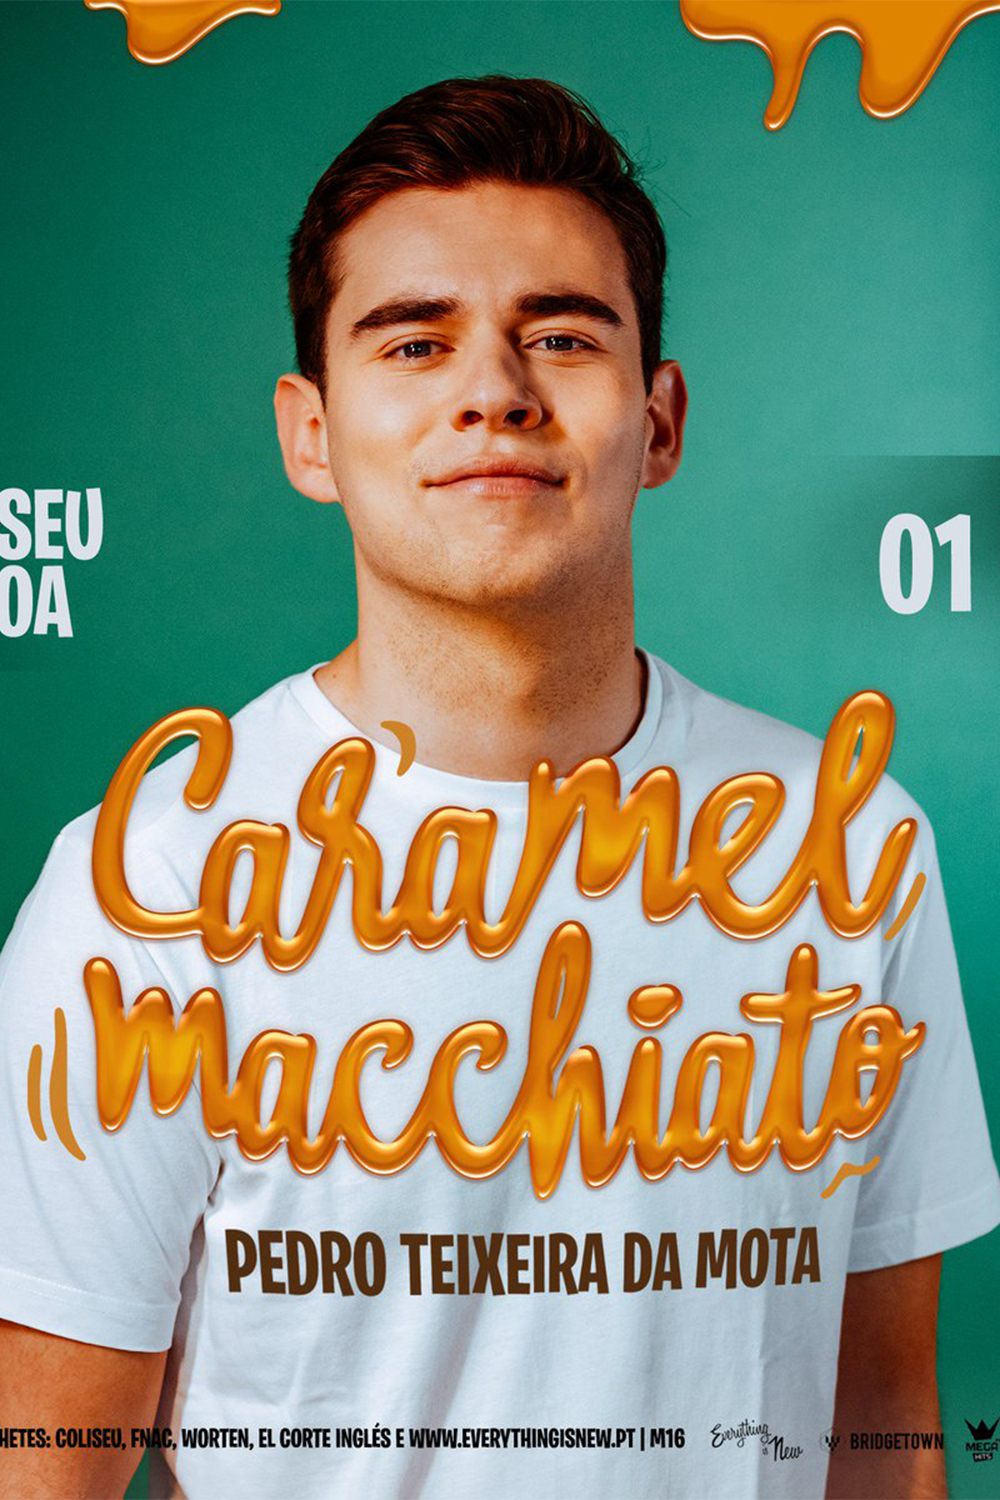 SEU
OA
01
Caramel
macchiato
PEDRO TEIXEIRA DA MOTA
HETES: COLISEU, FNAC, WORTEN, EL CORTE INGLÉS E WWW.EVERYTHINGISNEW.PT | M16
Everything is New
BRIDGETOWN
MEGA
HITS